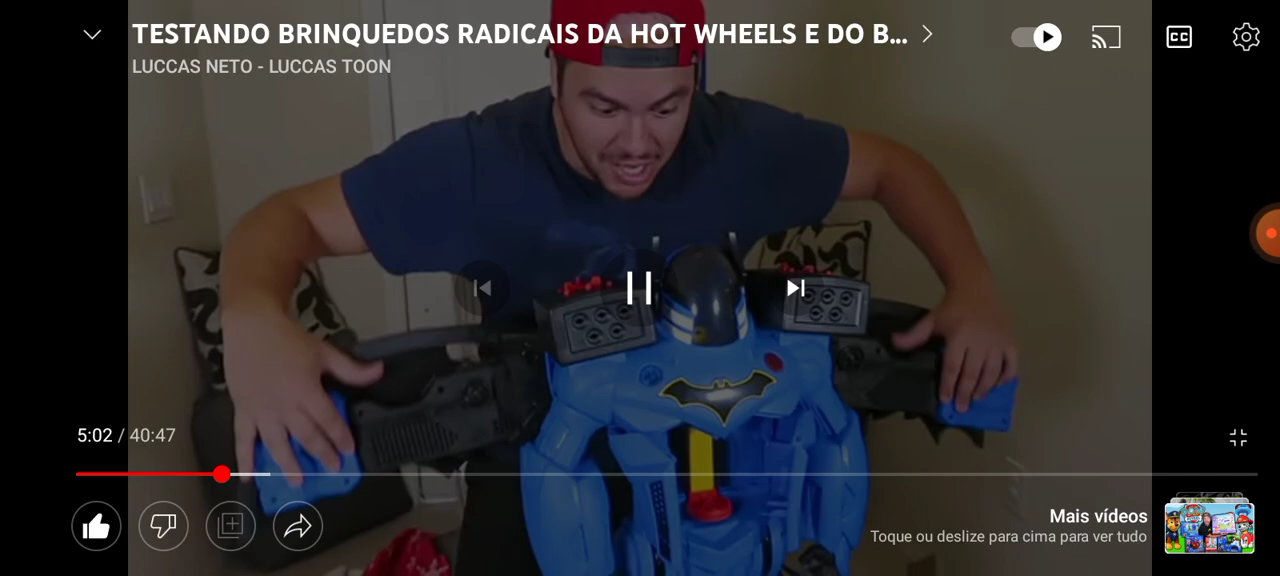 TESTANDO BRINQUEDOS RADICAIS DA HOT WHEELS E DO B...
LUCCAS NETO - LUCCAS TOON
CC
5:02 / 40:47
Mais vídeos
Toque ou deslize para cima para ver tudo